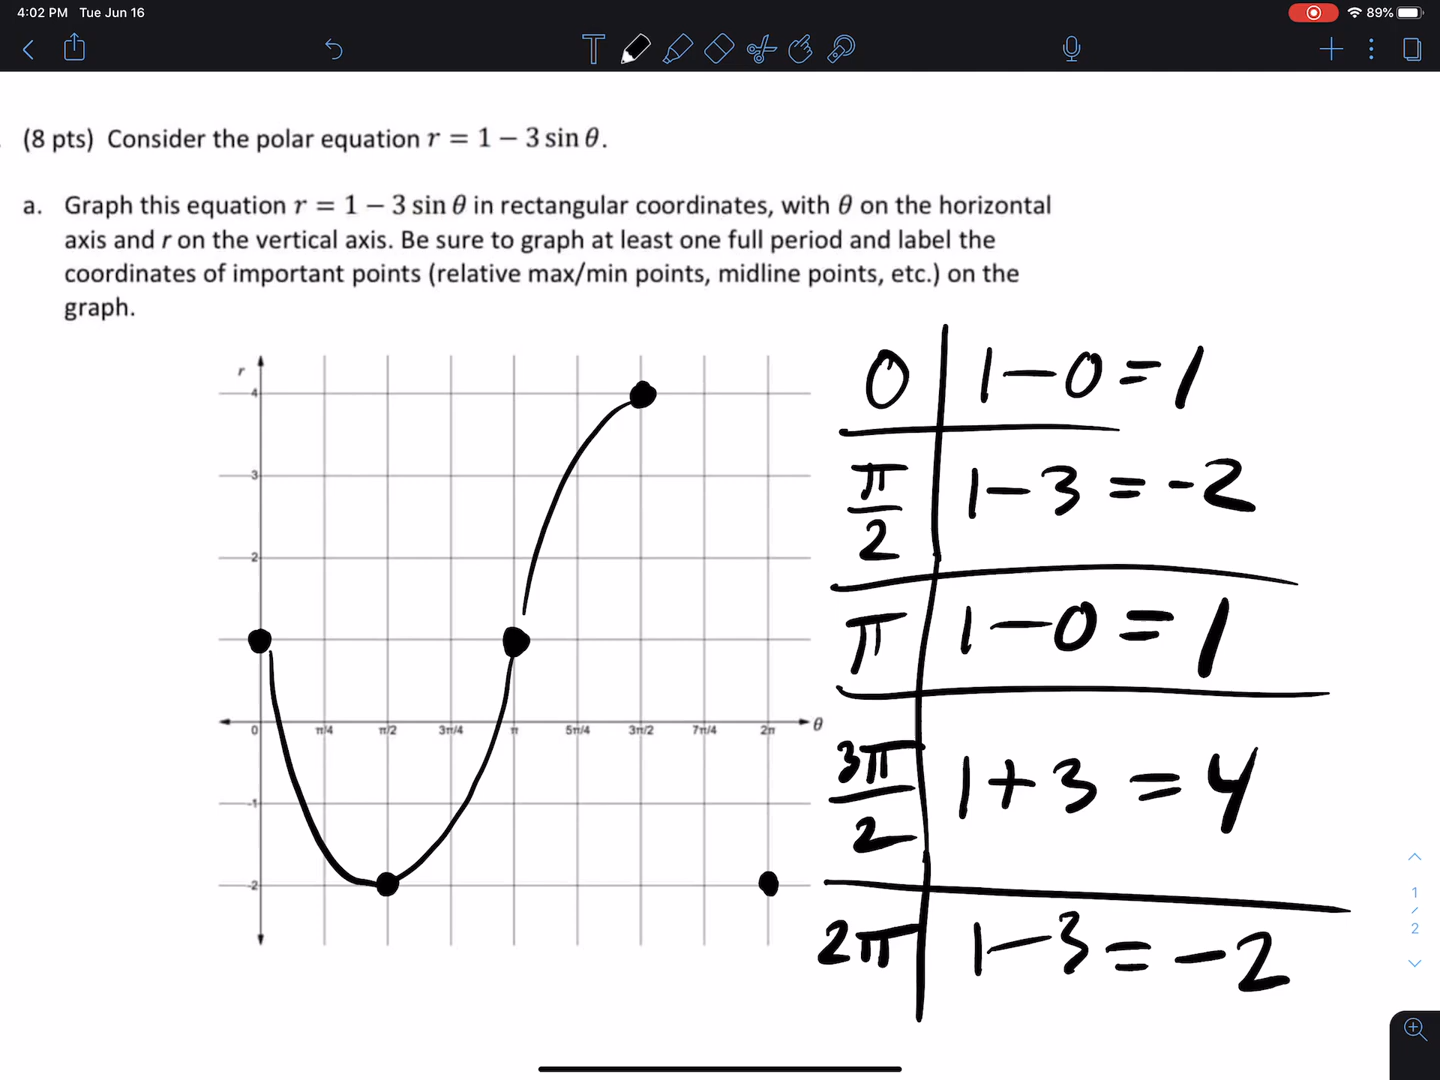 4:02 PM Tue Jun 16
89%
(8 pts) Consider the polar equation r = 1 − 3 sin θ.
a. Graph this equation r = 1 − 3 sin θ in rectangular coordinates, with θ on the horizontal
axis and r on the vertical axis. Be sure to graph at least one full period and label the
coordinates of important points (relative max/min points, midline points, etc.) on the
graph.
r
4
3
2
0 π/4 π/2 3π/4 π 5π/4 3π/2 7π/4 2π θ
-1
-2
0 | 1-0=1
π/2 | 1-3=-2
π | 1-0=1
3π/2 | 1+3=4
2π | 1-3=-2
1
/
2